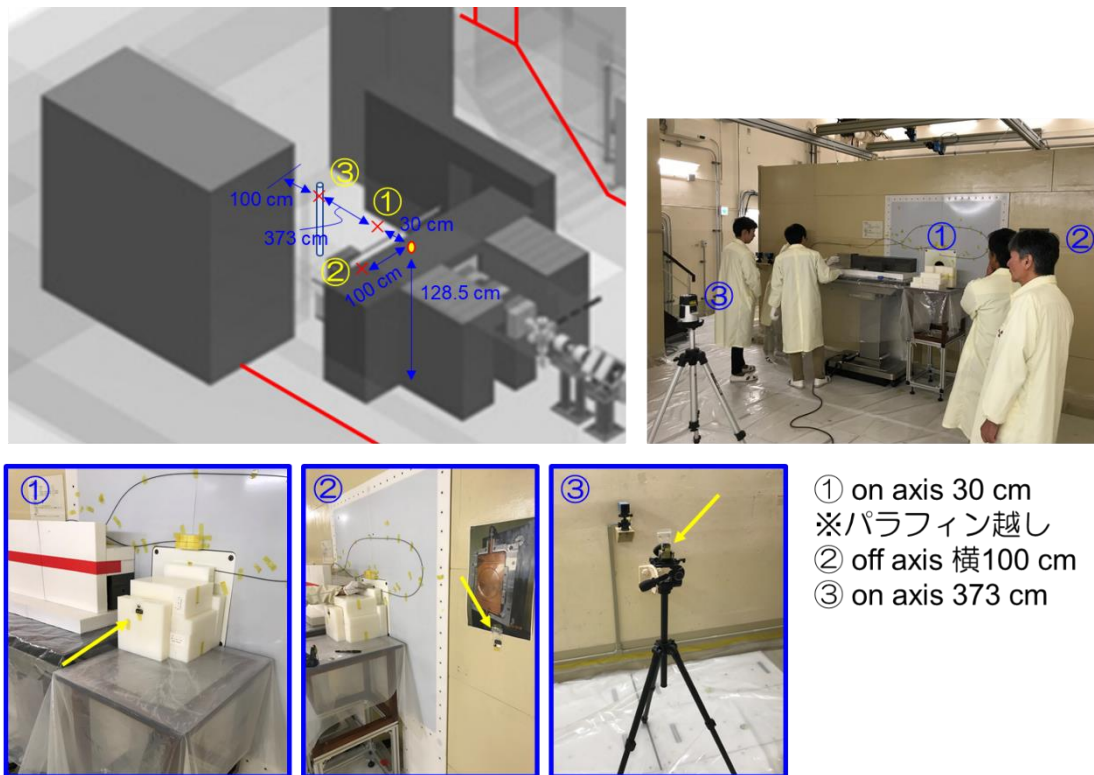 ③
①
100 cm
30 cm
373 cm
②
100 cm
128.5 cm
①
②
③
①
②
③
① on axis 30 cm
※パラフィン越し
② off axis 横100 cm
③ on axis 373 cm